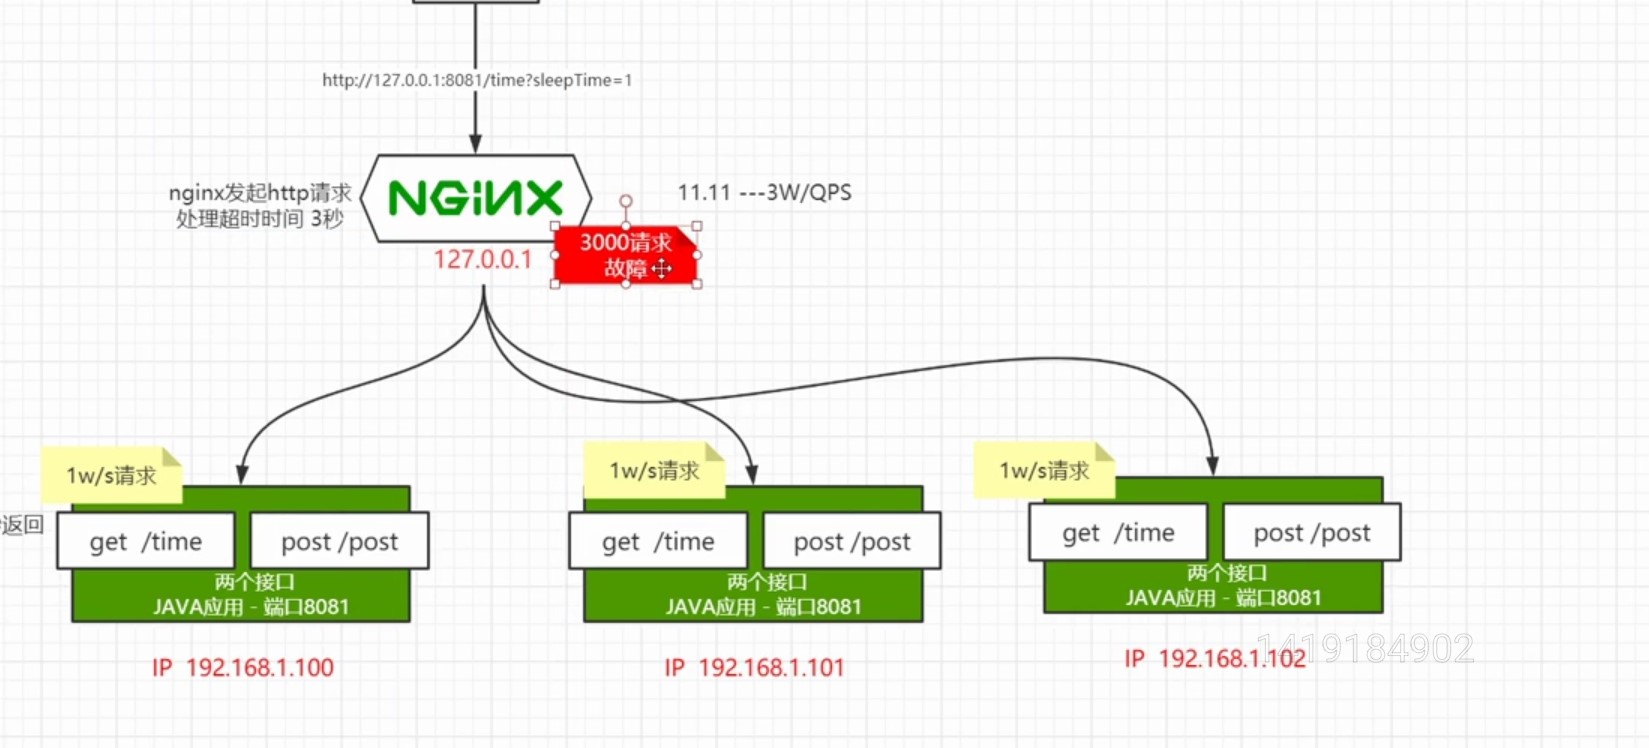 http://127.0.0.1:8081/time?sleepTime=1
nginx发起http请求
处理超时时间 3秒
NGINX
11.11 ---3W/QPS
127.0.0.1
3000请求
故障
1w/s请求
1w/s请求
1w/s请求
返回
get /time
post /post
get /time
post /post
get /time
post /post
两个接口
JAVA应用 - 端口8081
两个接口
JAVA应用 - 端口8081
两个接口
JAVA应用 - 端口8081
IP 192.168.1.100
IP 192.168.1.101
IP 192.168.1.102
1419184902